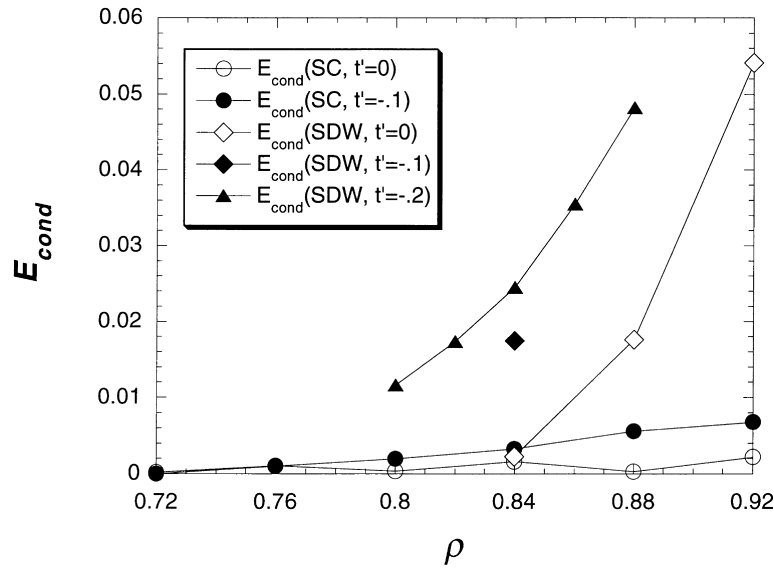 0.06
0.05
0.04
0.03
0.02
0.01
0
E_cond
E_cond(SC, t'=0)
E_cond(SC, t'=-.1)
E_cond(SDW, t'=0)
E_cond(SDW, t'=-.1)
E_cond(SDW, t'=-.2)
0.72 0.76 0.8 0.84 0.88 0.92
ρ